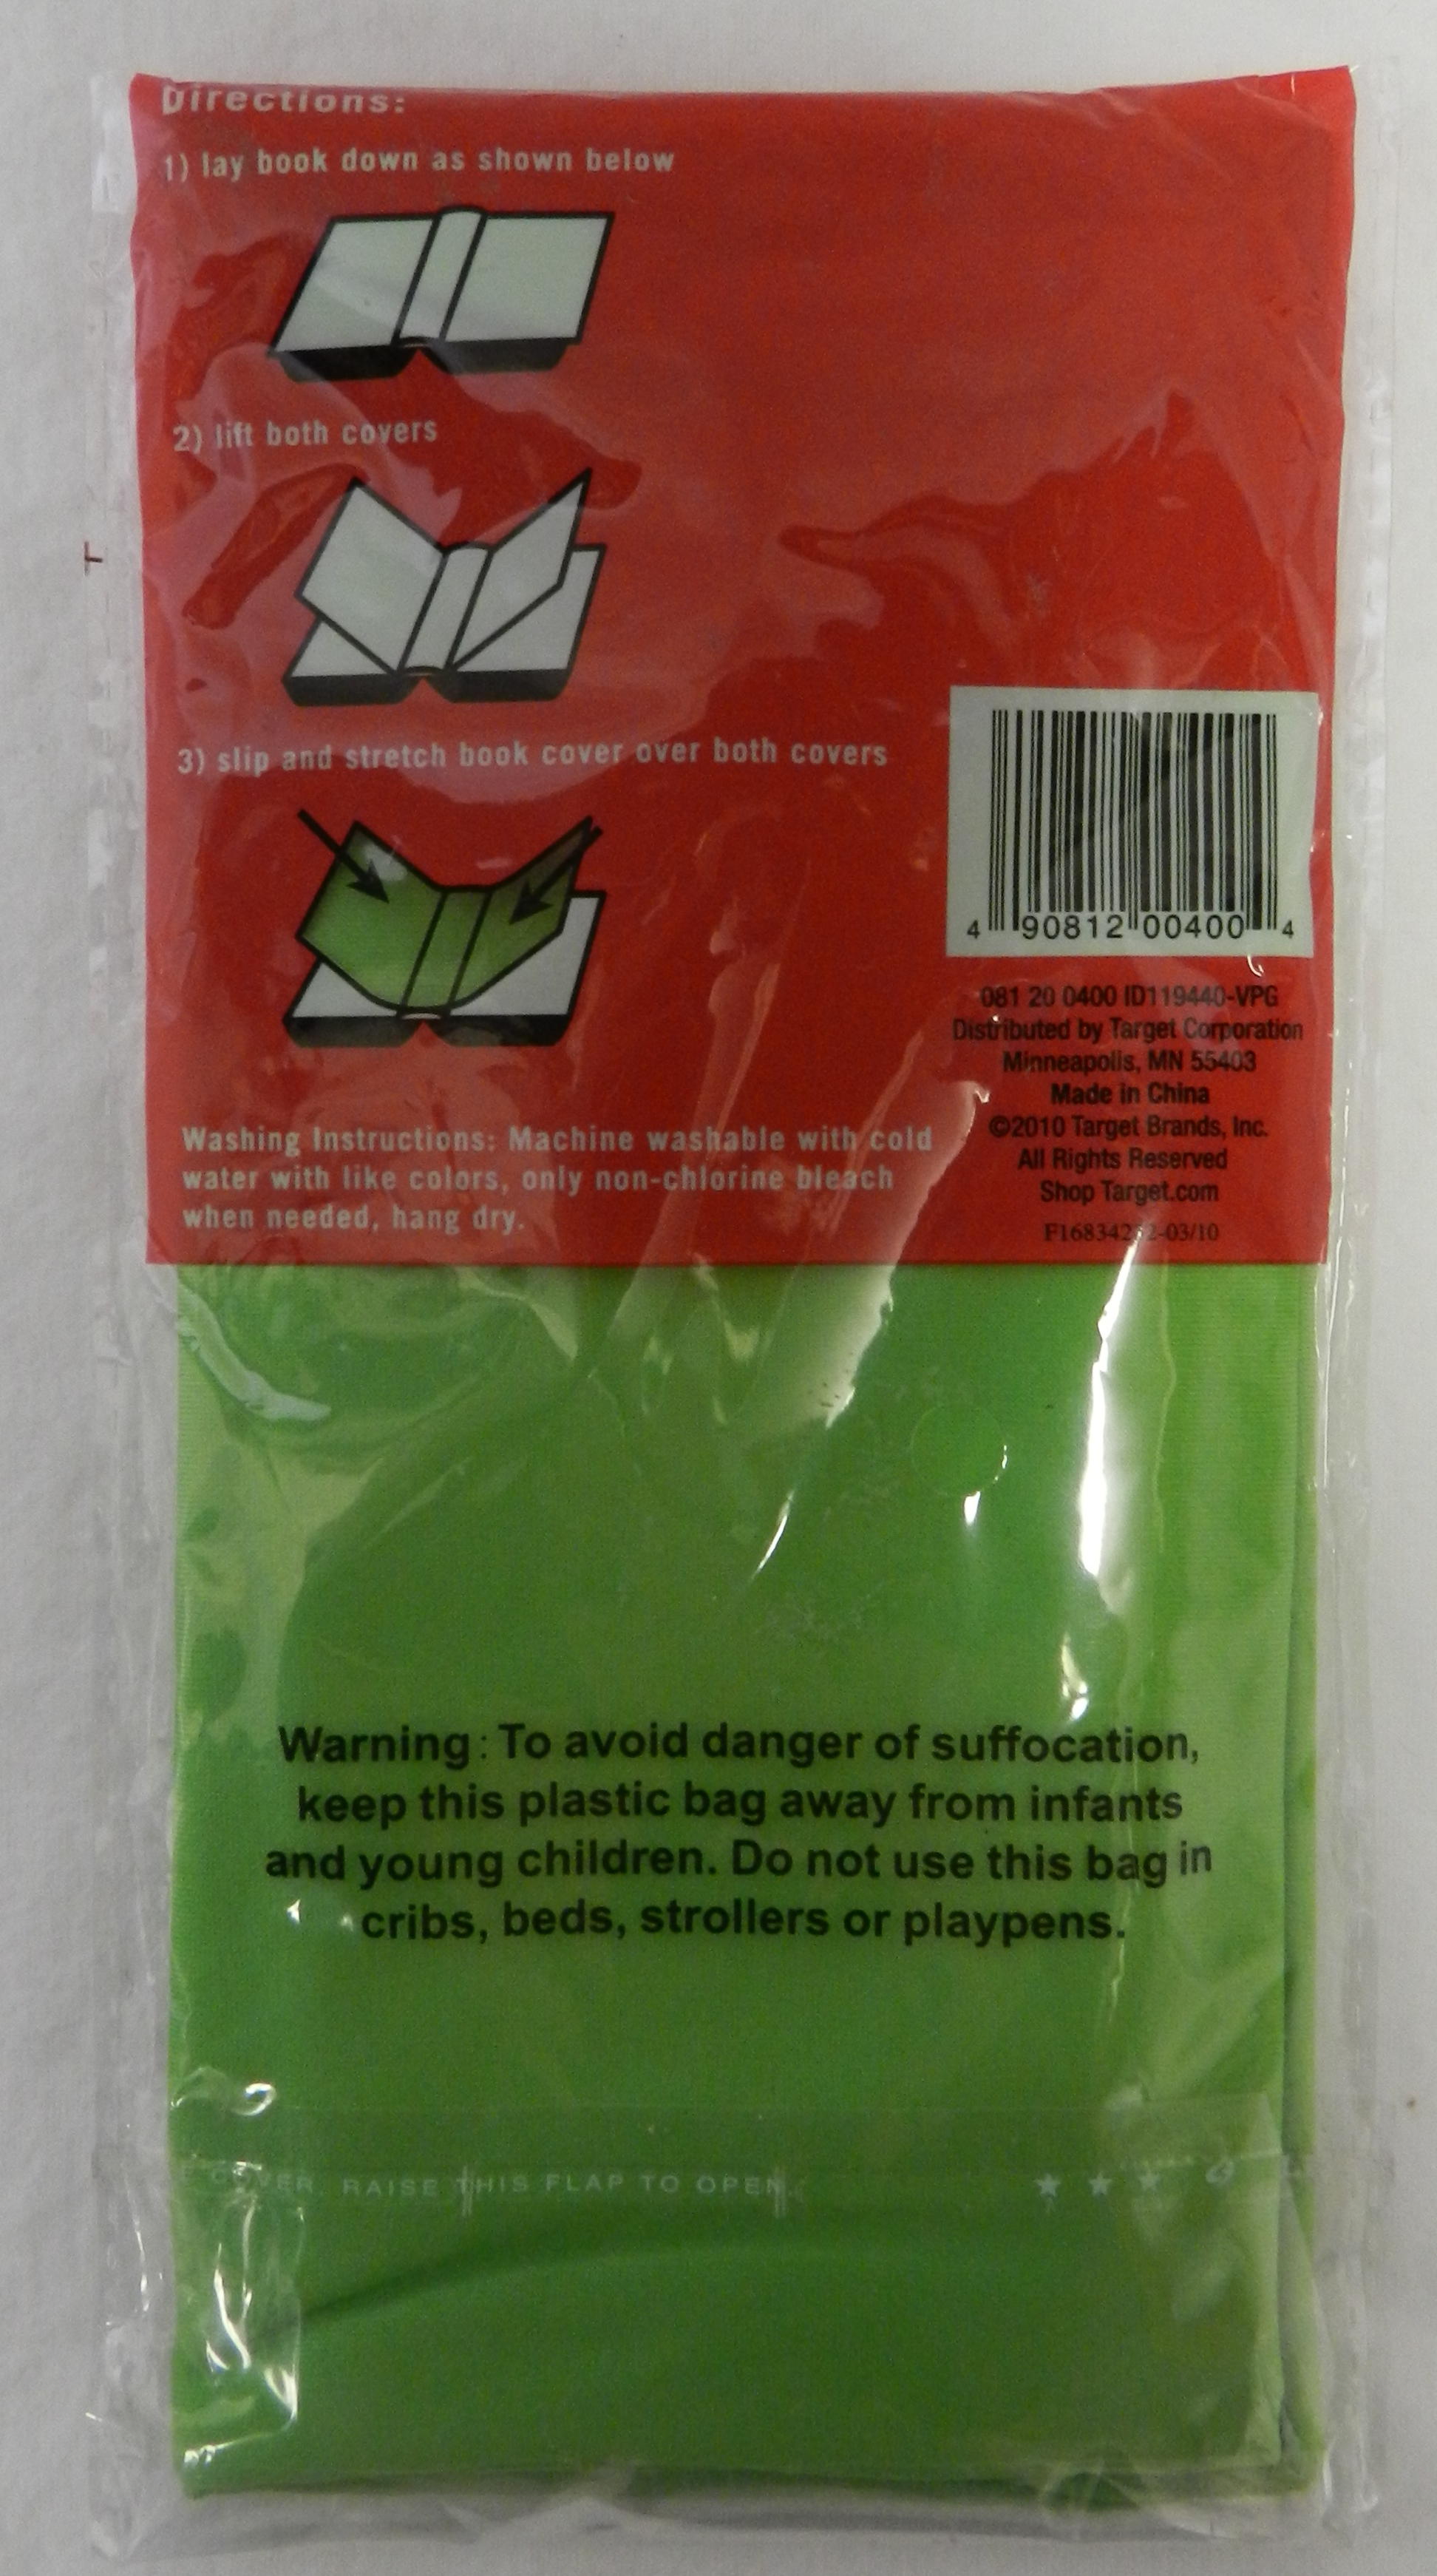 Directions:
1) lay book down as shown below
2) lift both covers
3) slip and stretch book cover over both covers
4 90812 00400 4
081 20 0400 ID119440-VPG
Distributed by Target Corporation
Minneapolis, MN 55403
Made in China
©2010 Target Brands, Inc.
All Rights Reserved
Shop Target.com
Washing Instructions: Machine washable with cold
water with like colors, only non-chlorine bleach
when needed, hang dry.
Warning: To avoid danger of suffocation,
keep this plastic bag away from infants
and young children. Do not use this bag in
cribs, beds, strollers or playpens.
RAISE THIS FLAP TO OPEN